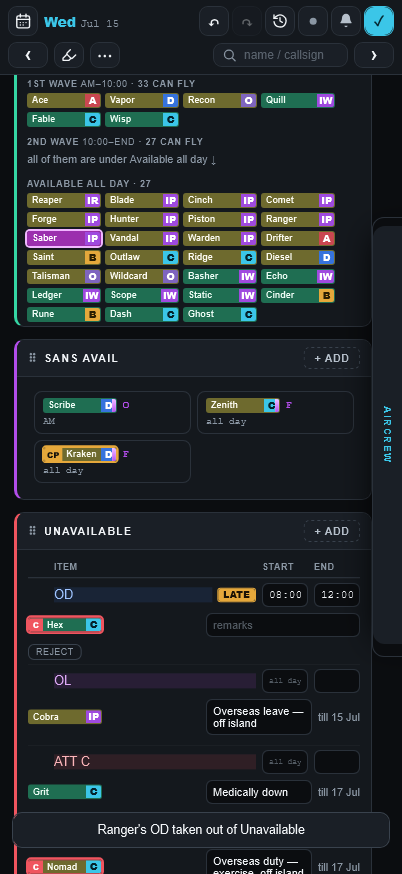 Wed Jul 15
name / callsign
1ST WAVE AM–10:00 · 33 CAN FLY
Ace A Vapor D Recon O Quill IW
Fable C Wisp C
2ND WAVE 10:00–END · 27 CAN FLY
all of them are under Available all day ↓
AVAILABLE ALL DAY · 27
Reaper IR Blade IP Cinch IP Comet IP
Forge IP Hunter IP Piston IP Ranger IP
Saber IP Vandal IP Warden IP Drifter A
Saint B Outlaw C Ridge C Diesel D
Talisman O Wildcard O Basher IW Echo IW
Ledger IW Scope IW Static IW Cinder B
Rune B Dash C Ghost C
SANS AVAIL + ADD
Scribe D O Zenith C F
AM all day
CP Kraken D F
all day
AIRCREW
UNAVAILABLE + ADD
ITEM START END
OD LATE 08:00 12:00
C Hex C remarks
REJECT
OL all day
Cobra IP Overseas leave — off island till 15 Jul
ATT C all day
Grit C Medically down till 17 Jul
Ranger's OD taken out of Unavailable
C Nomad C Overseas duty — exercise, off island till 17 Jul